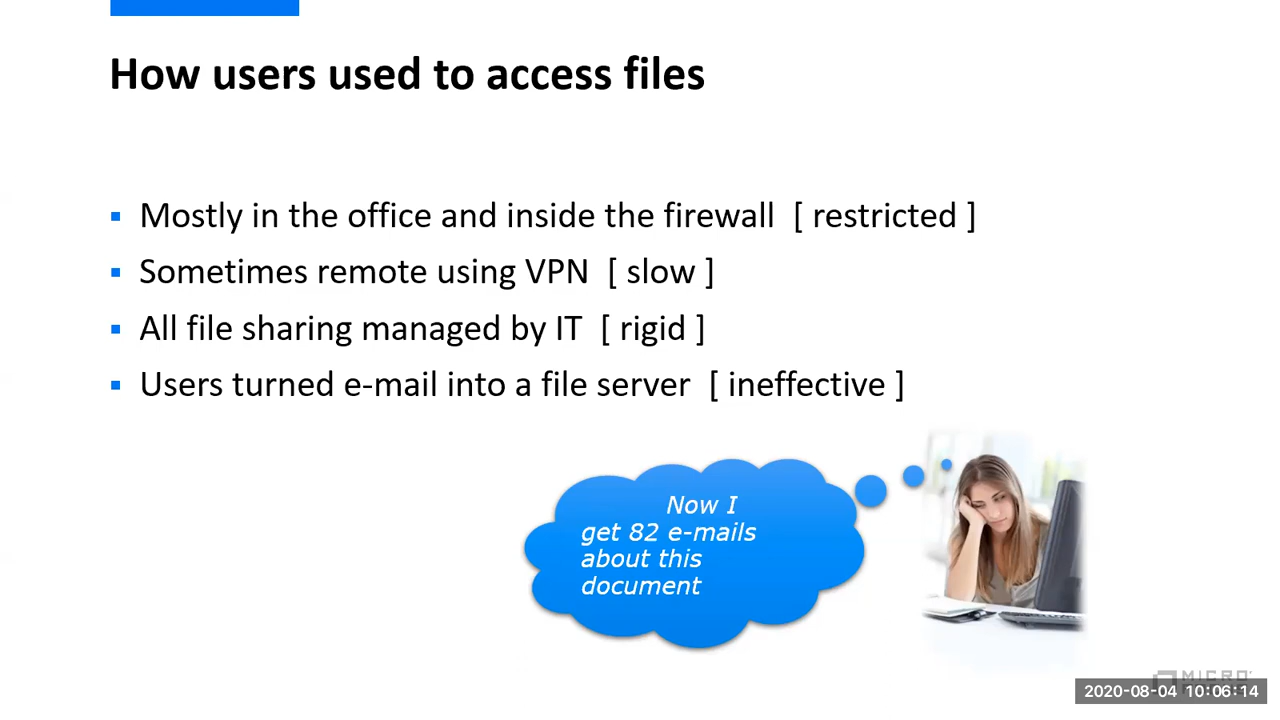 How users used to access files
Mostly in the office and inside the firewall [ restricted ]
Sometimes remote using VPN [ slow ]
All file sharing managed by IT [ rigid ]
Users turned e-mail into a file server [ ineffective ]
Now I
get 82 e-mails
about this
document
MICRO
2020-08-04 10:06:14